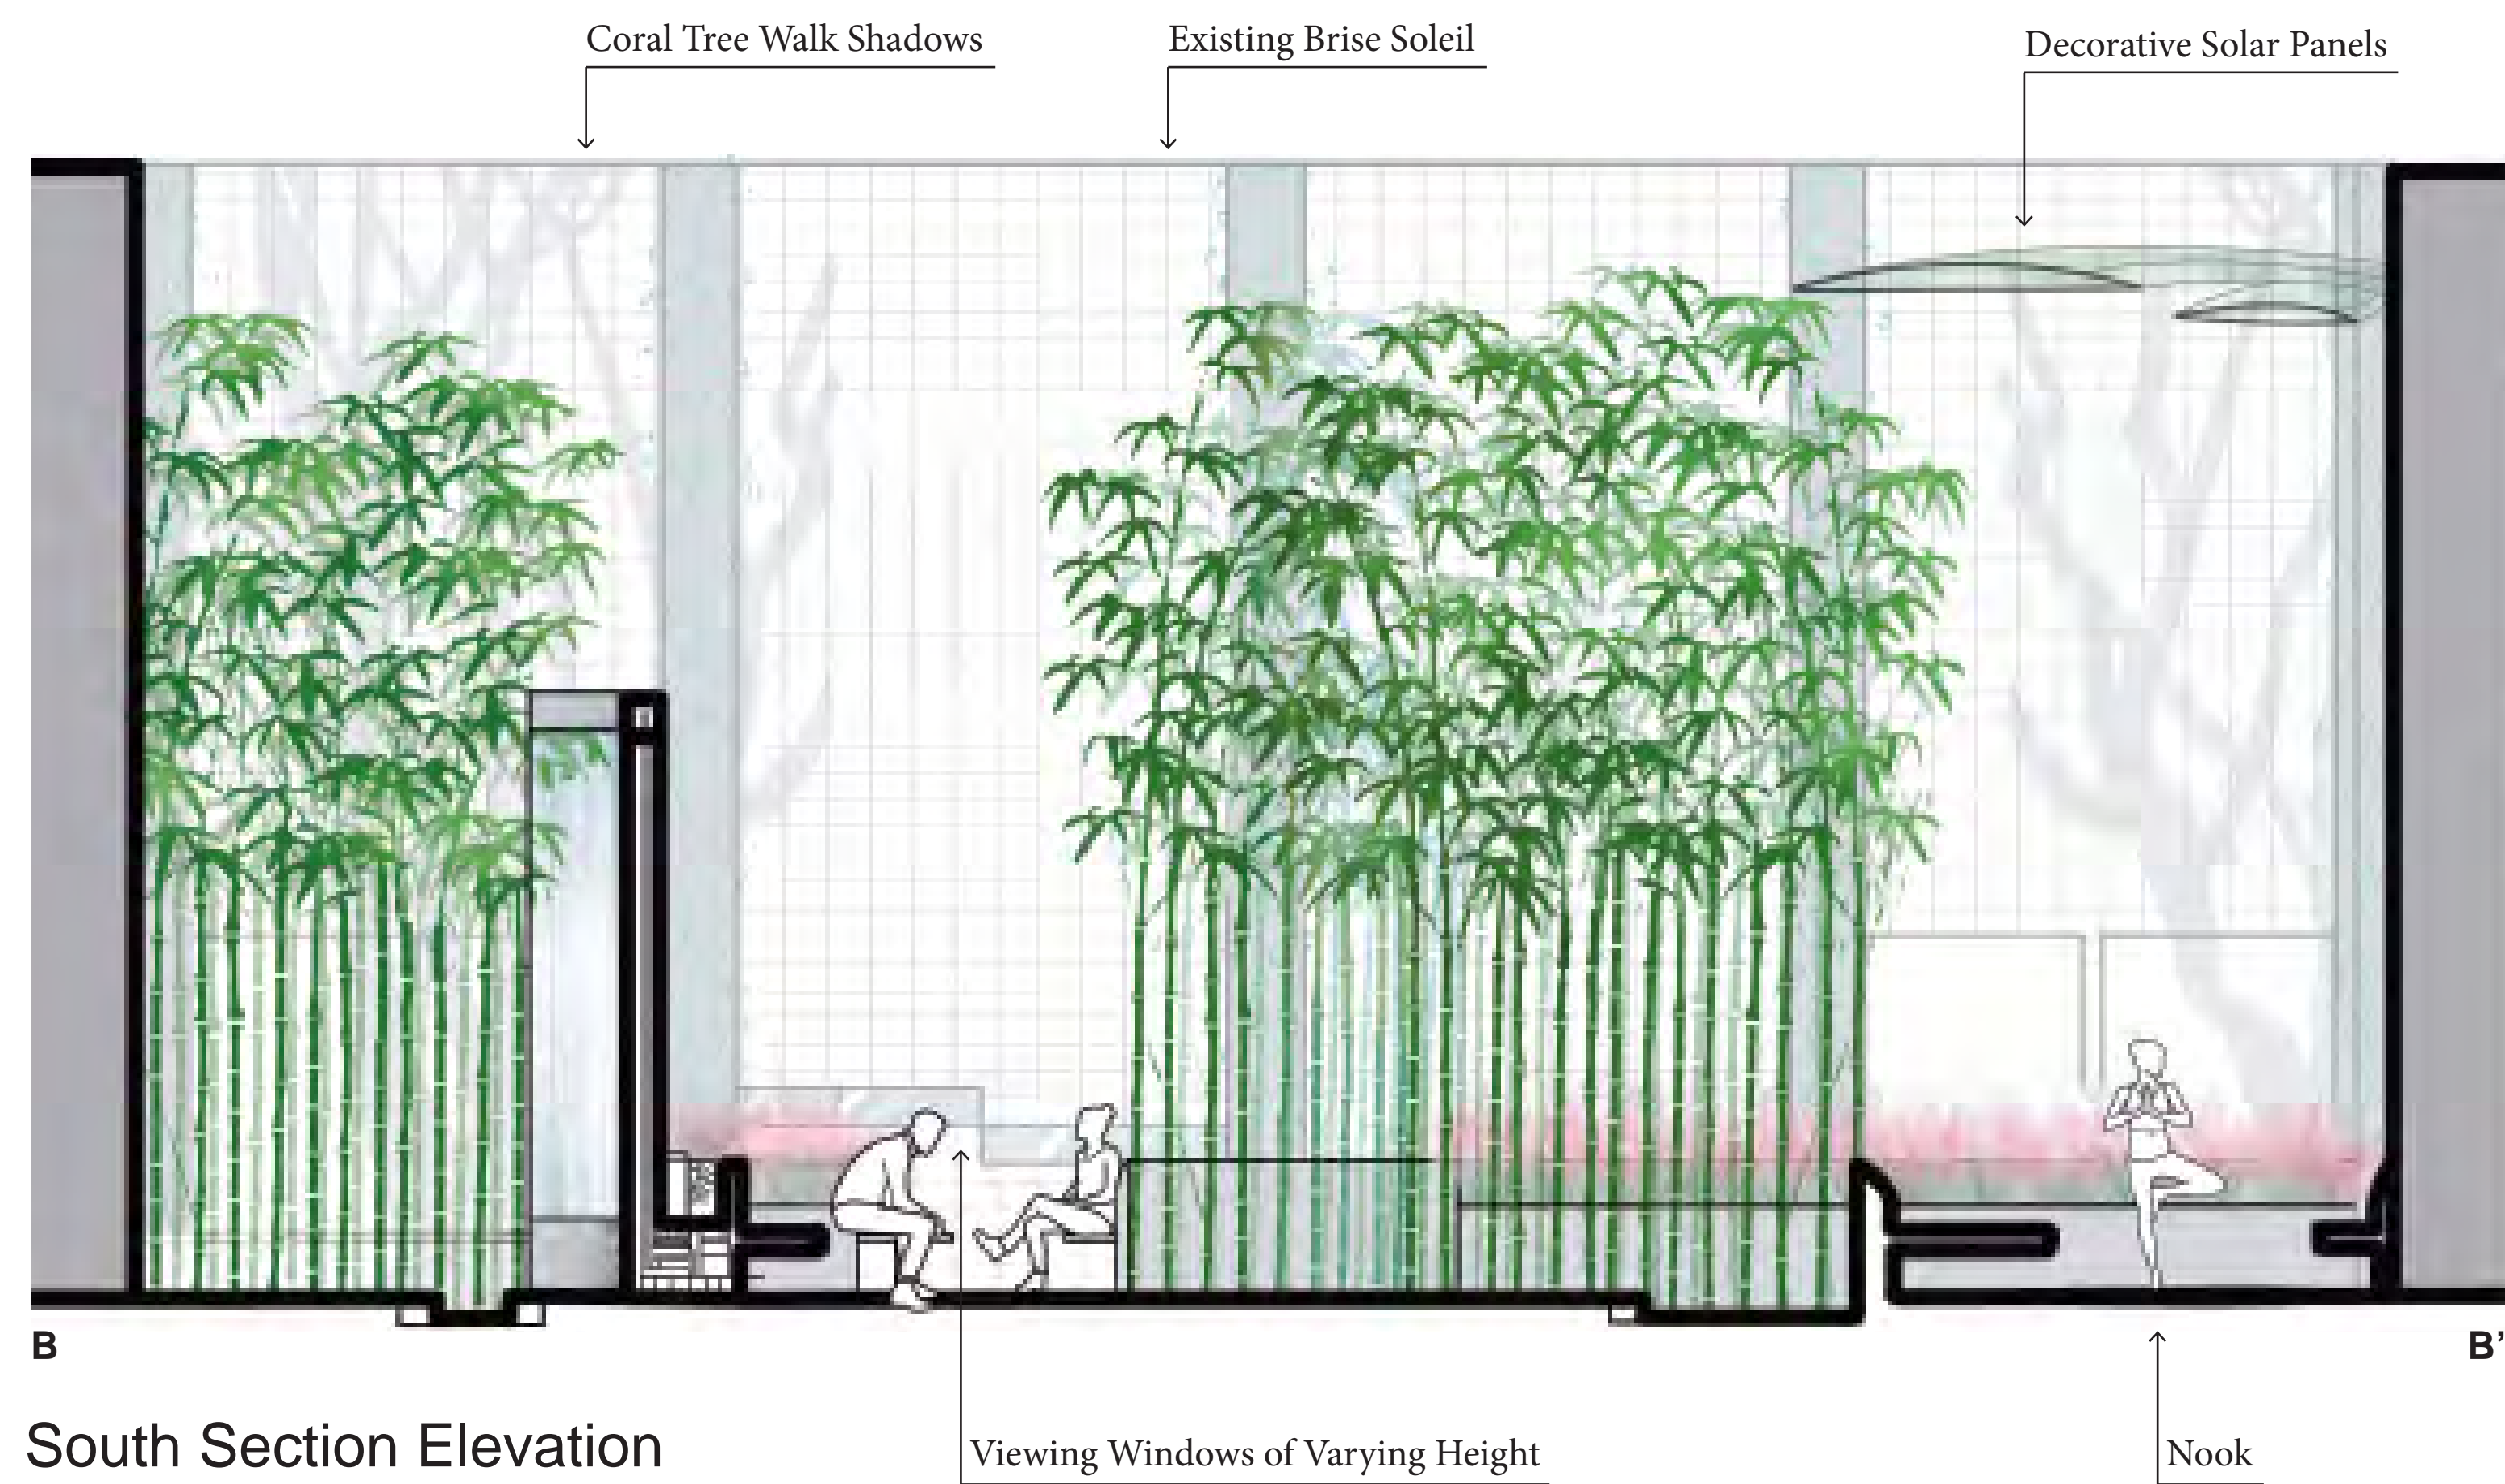 Coral Tree Walk Shadows
Existing Brise Soleil
Decorative Solar Panels
B
B’
South Section Elevation
Viewing Windows of Varying Height
Nook